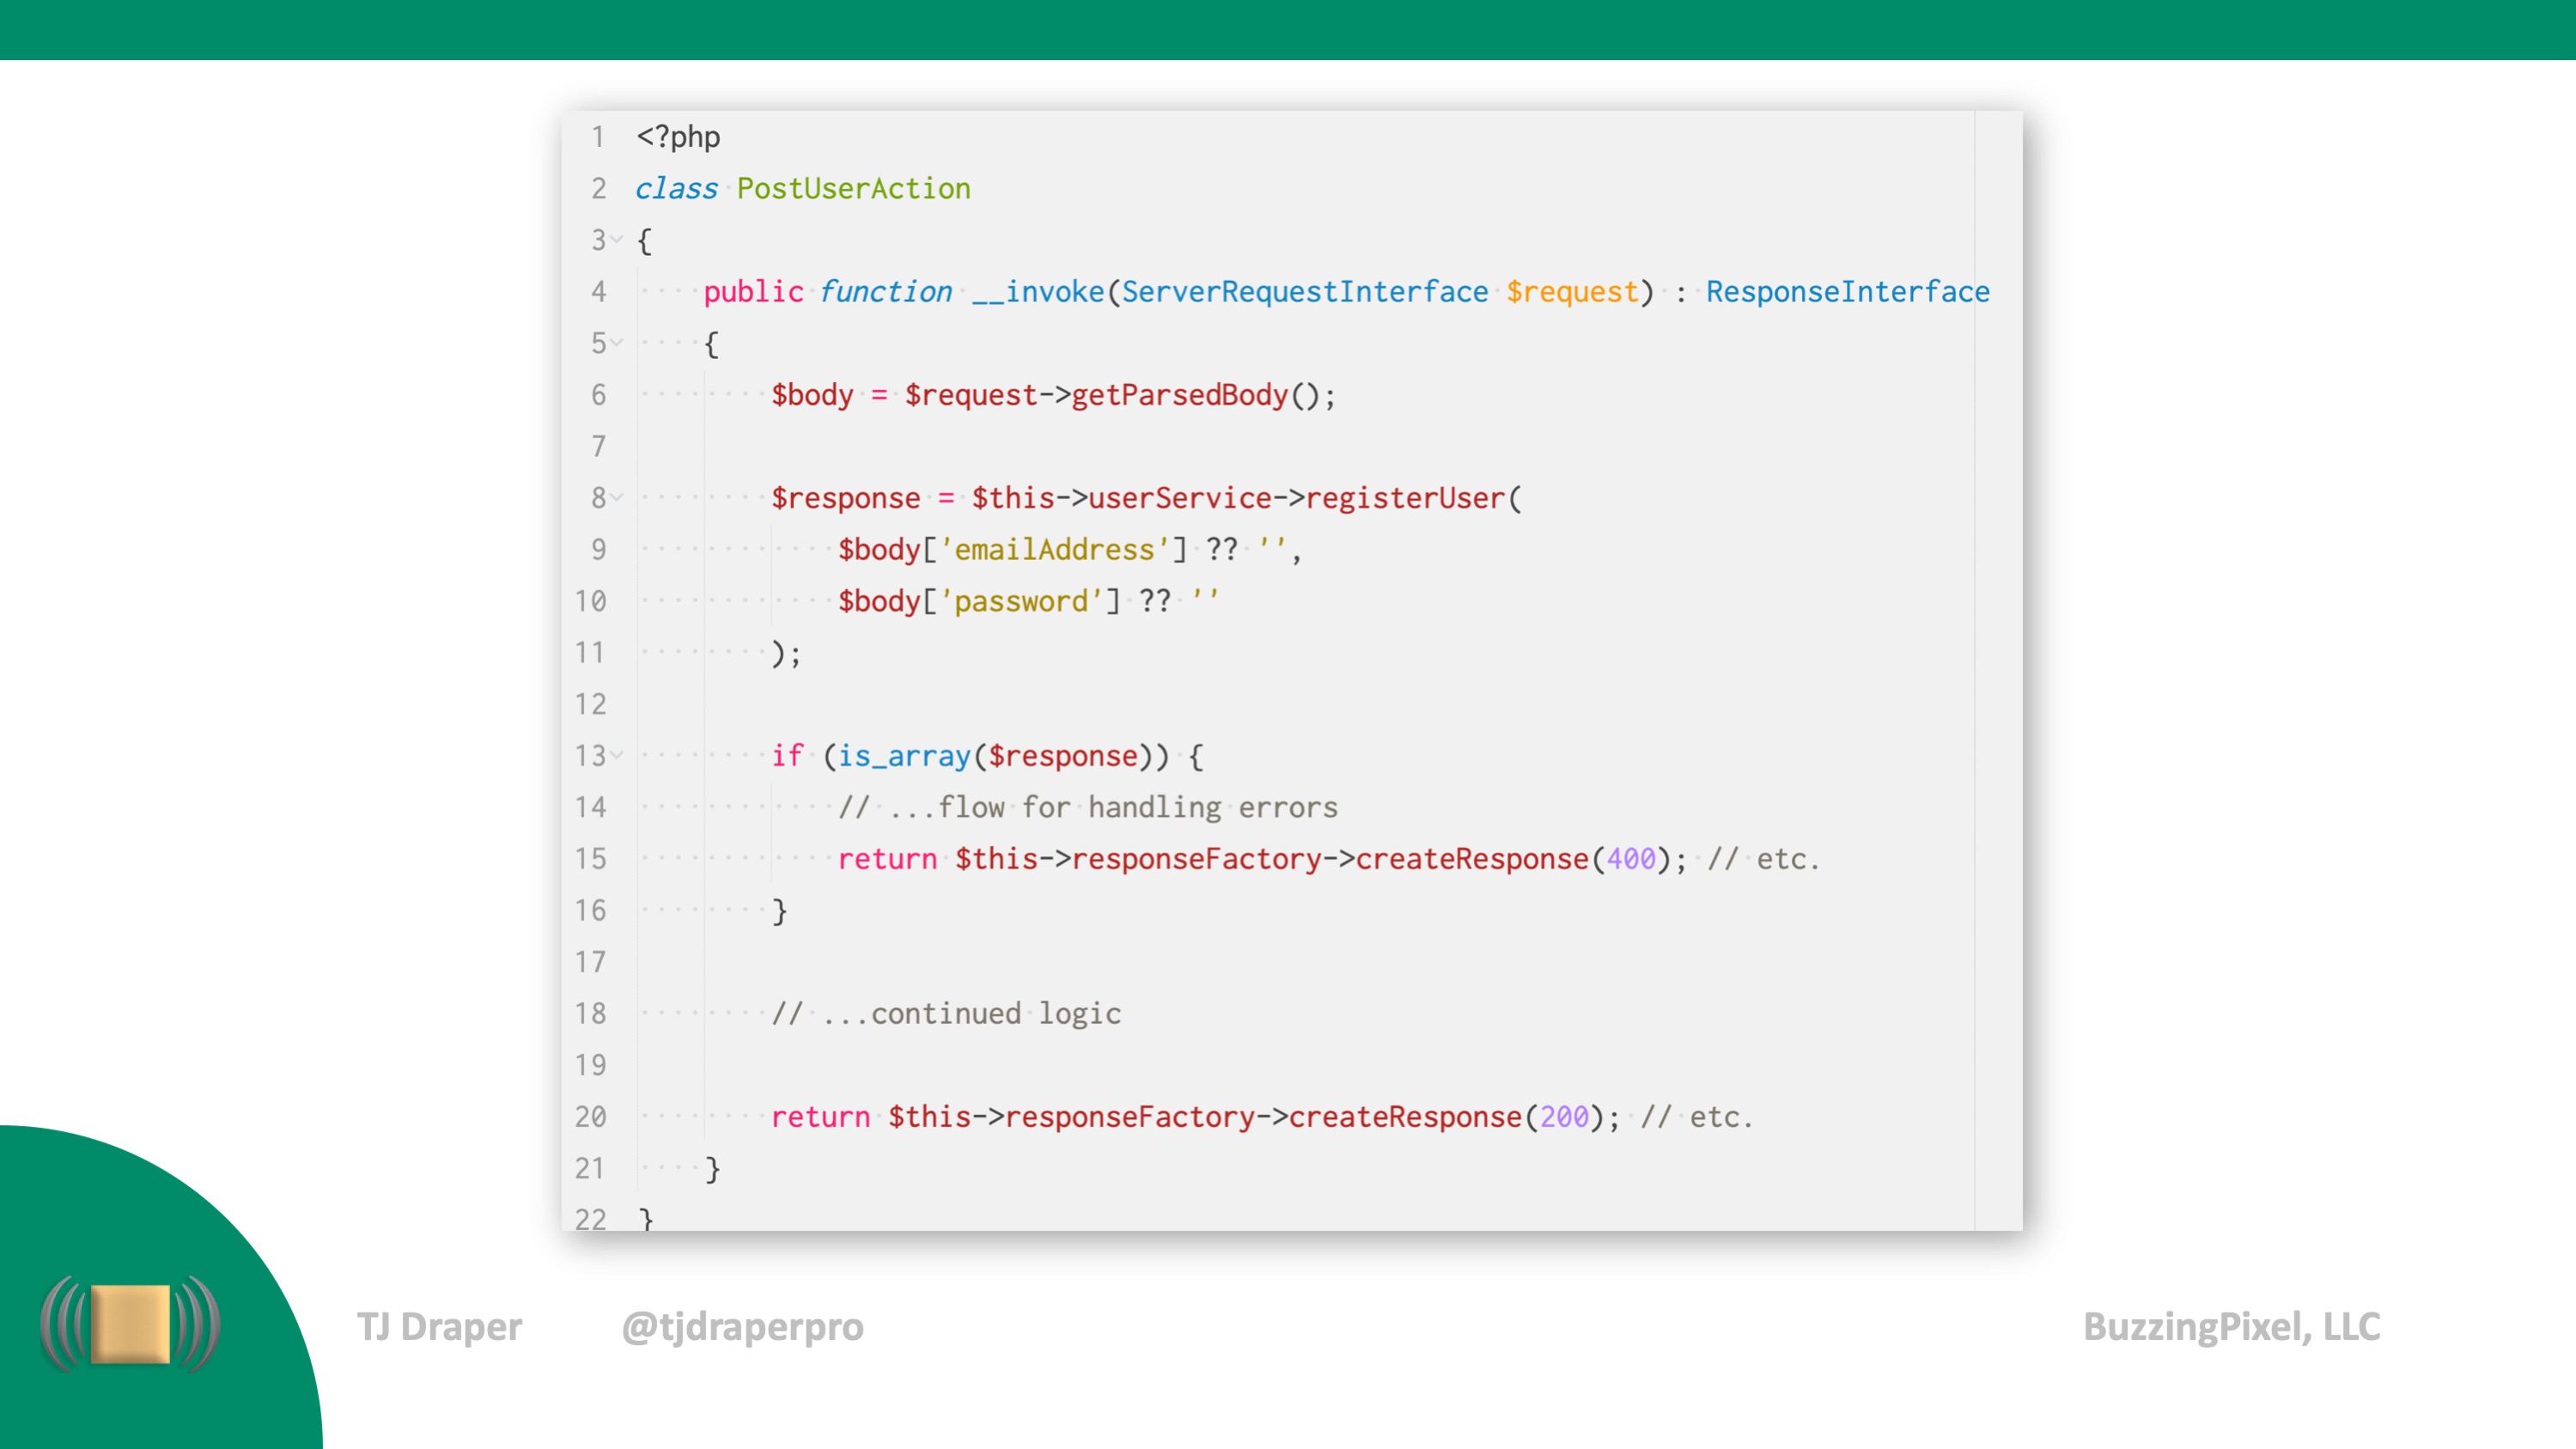 1 <?php
2 class PostUserAction
3 {
4     public function __invoke(ServerRequestInterface $request) : ResponseInterface
5     {
6         $body = $request->getParsedBody();
7
8         $response = $this->userService->registerUser(
9             $body['emailAddress'] ?? '',
10             $body['password'] ?? ''
11         );
12
13         if (is_array($response)) {
14             // ...flow for handling errors
15             return $this->responseFactory->createResponse(400); // etc.
16         }
17
18         // ...continued logic
19
20         return $this->responseFactory->createResponse(200); // etc.
21     }
22 }
TJ Draper @tjdraperpro BuzzingPixel, LLC